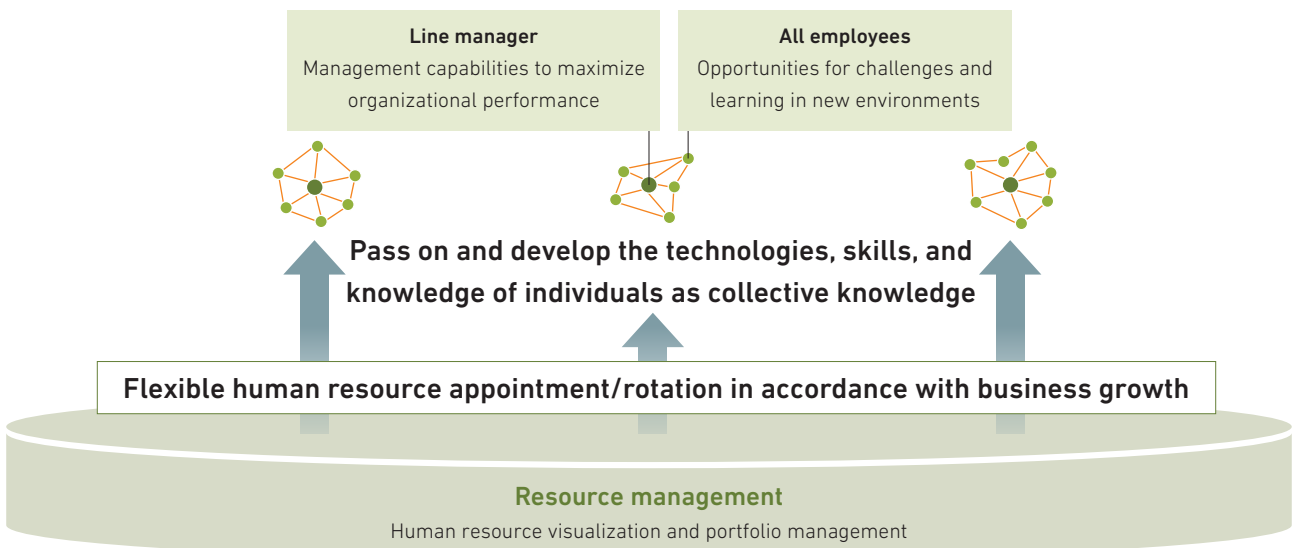 Line manager
Management capabilities to maximize
organizational performance
All employees
Opportunities for challenges and
learning in new environments
Pass on and develop the technologies, skills, and
knowledge of individuals as collective knowledge
Flexible human resource appointment/rotation in accordance with business growth
Resource management
Human resource visualization and portfolio management